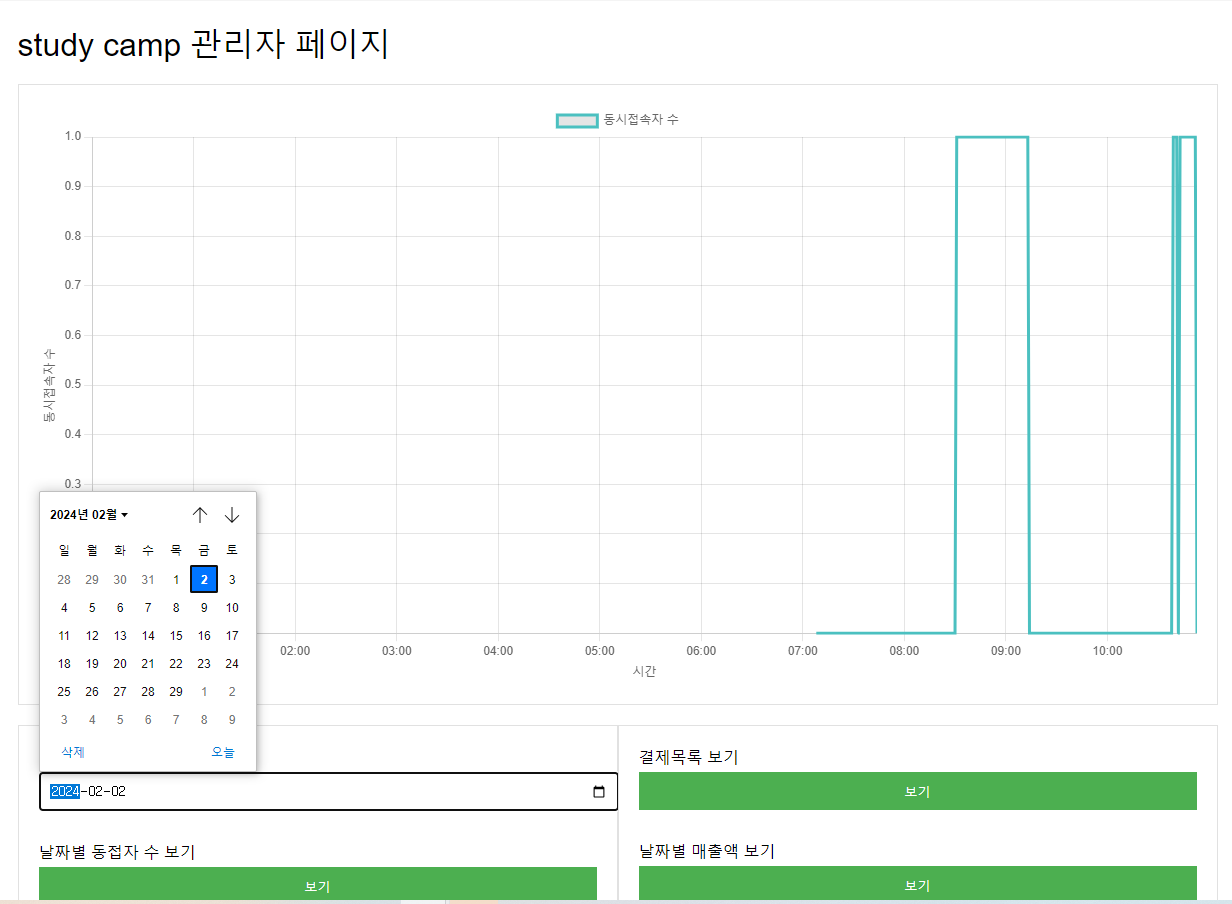 study camp 관리자 페이지
동시접속자 수
1.0
0.9
0.8
0.7
0.6
0.5
0.4
0.3
동시접속자 수
02:00 03:00 04:00 05:00 06:00 07:00 08:00 09:00 10:00
시간
2024년 02월
일 월 화 수 목 금 토
28 29 30 31 1 2 3
4 5 6 7 8 9 10
11 12 13 14 15 16 17
18 19 20 21 22 23 24
25 26 27 28 29 1 2
3 4 5 6 7 8 9
삭제 오늘
2024-02-02
날짜별 동접자 수 보기
보기
결제목록 보기
보기
날짜별 매출액 보기
보기